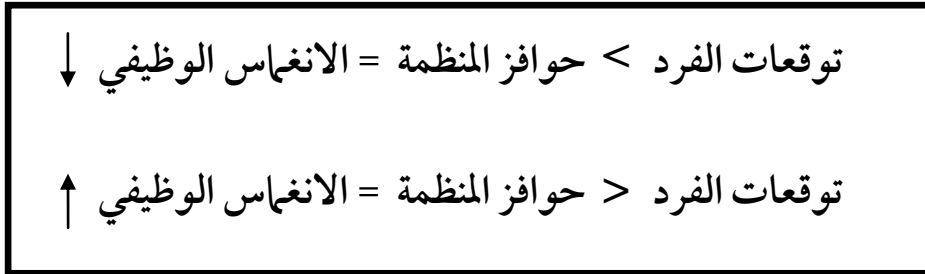 توقعات الفرد > حوافز المنظمة = الانغماس الوظيفي ↓
توقعات الفرد < حوافز المنظمة = الانغماس الوظيفي ↑